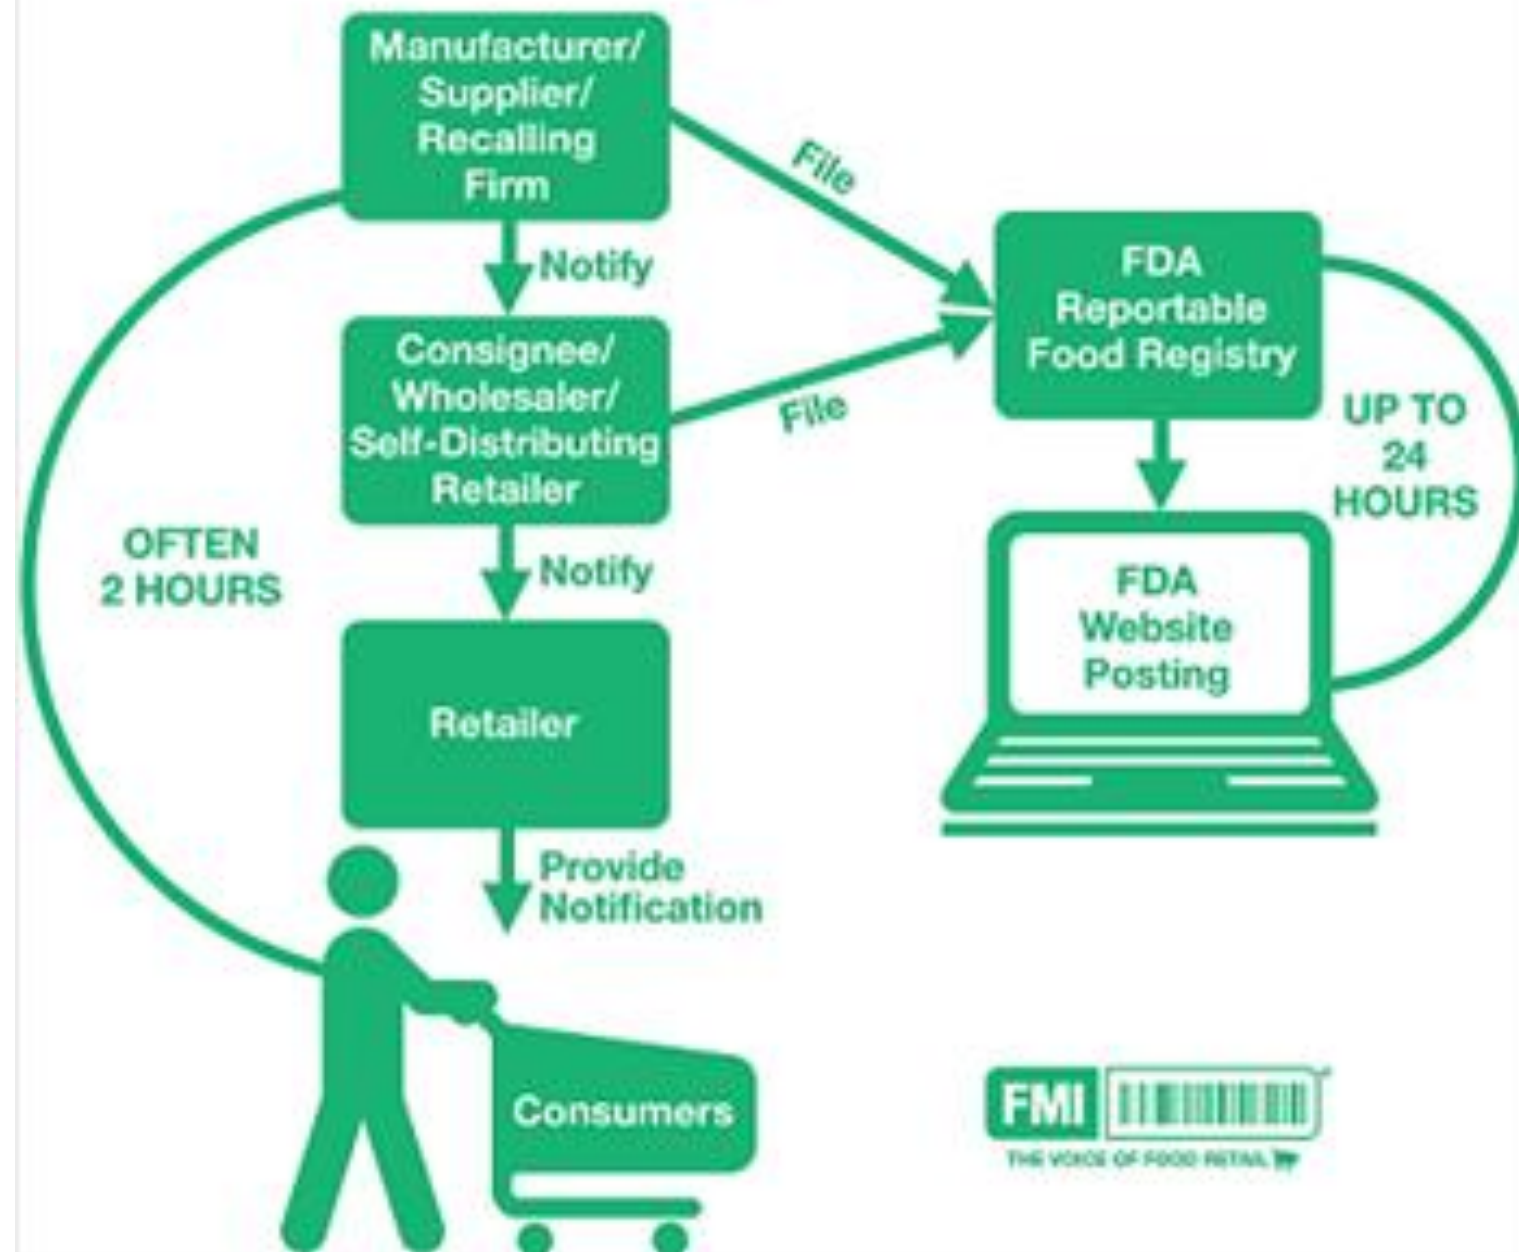 Manufacturer/
Supplier/
Recalling
Firm
File
Notify
FDA
Reportable
Food Registry
Consignee/
Wholesaler/
Self-Distributing
Retailer
File
UP TO
24
HOURS
OFTEN
2 HOURS
Notify
FDA
Website
Posting
Retailer
Provide
Notification
Consumers
FMI
THE VOICE OF FOOD RETAIL